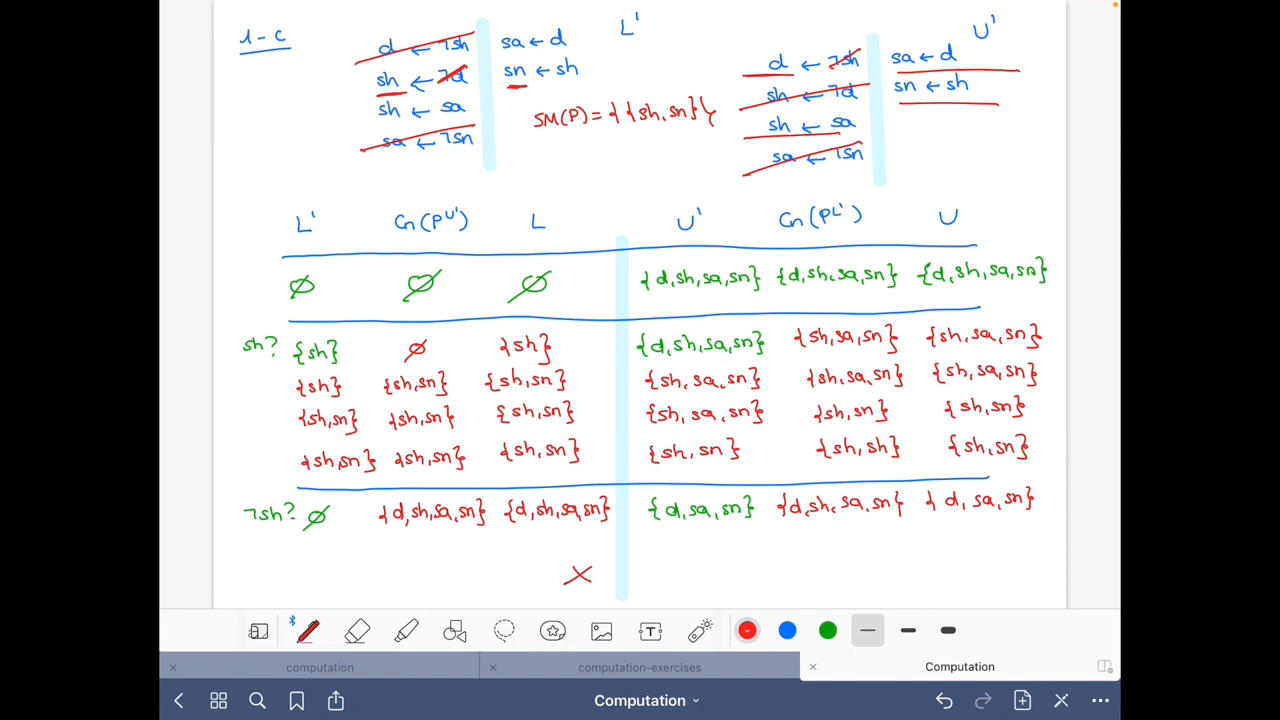 1-c
L'
U'
d ← ¬sh
sh ← ¬d
sh ← sa
sa ← ¬sn
sa ← d
sn ← sh
SM(P) = { {sh, sn} }
d ← ¬sh
sh ← ¬d
sh ← sa
sa ← ¬sn
sa ← d
sn ← sh
L' Cn(P^U') L U' Cn(P^L') U
∅ ∅ ∅ {d, sh, sa, sn} {d, sh, sa, sn} {d, sh, sa, sn}
sh? {sh} ∅ {sh} {d, sh, sa, sn} {sh, sa, sn} {sh, sa, sn}
{sh} {sh, sn} {sh, sn} {sh, sa, sn} {sh, sa, sn} {sh, sa, sn}
{sh, sn} {sh, sn} {sh, sn} {sh, sa, sn} {sh, sn} {sh, sn}
{sh, sn} {sh, sn} {sh, sn} {sh, sn} {sh, sh} {sh, sn}
¬sh? ∅ {d, sh, sa, sn} {d, sh, sa, sn} {d, sa, sn} {d, sh, sa, sn} {d, sa, sn}
X
computation
computation-exercises
Computation
Computation